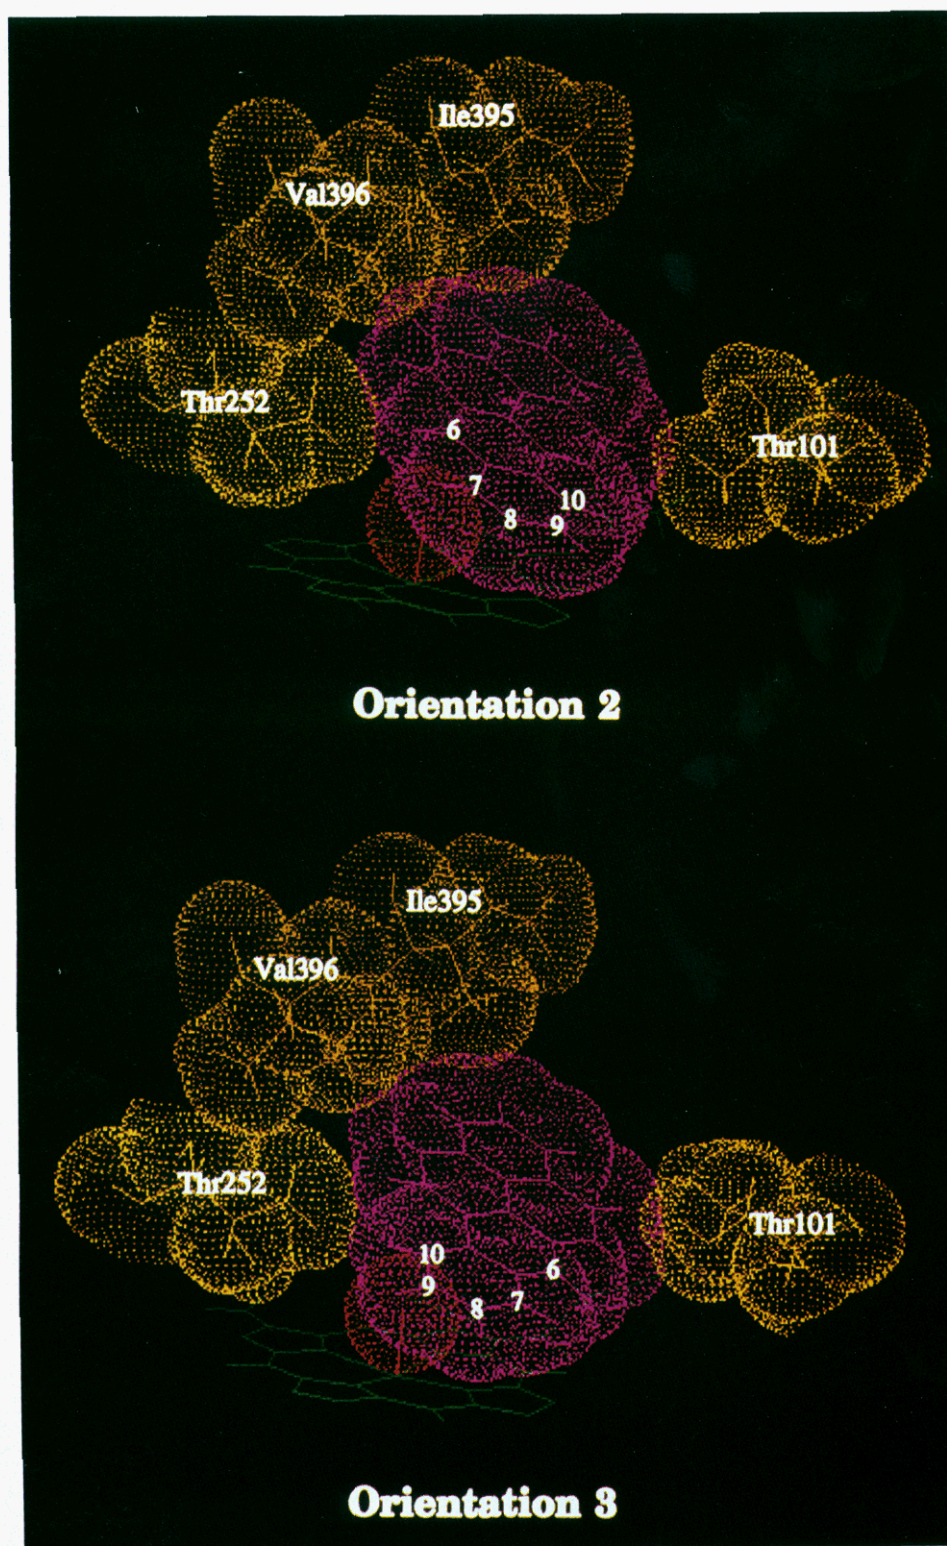 Ile395
Val396
Thr252
Thr101
6
7
10
8
9
Orientation 2
Ile395
Val396
Thr252
Thr101
10
6
9
7
8
Orientation 3